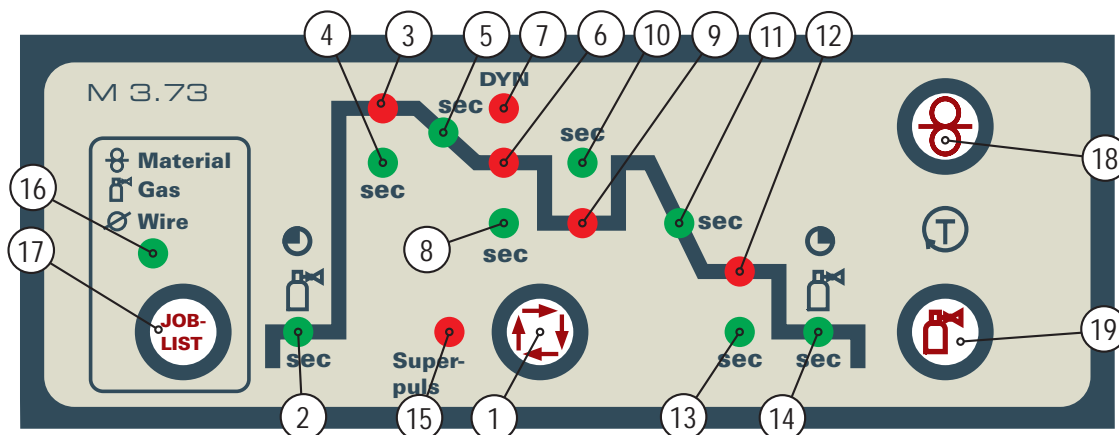 4
3
5
7
6
10
9
11
12
M 3.73
DYN
sec
sec
Material
Gas
Wire
16
17
sec
8
sec
sec
18
T
JOB-
LIST
sec
Super-
puls
sec
sec
19
2
15
1
13
14